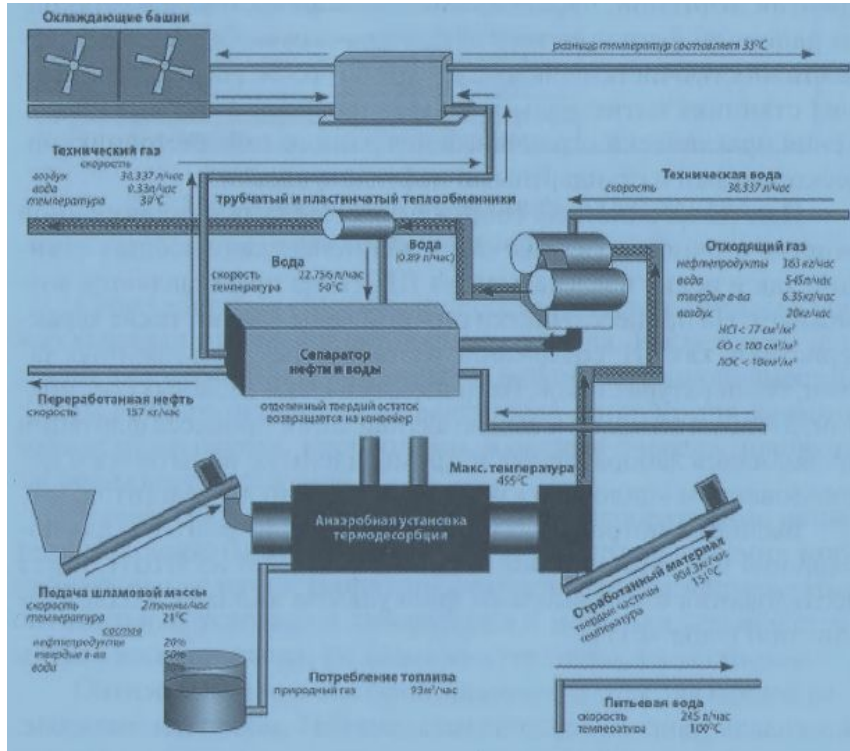 Охлаждающие башни
разница температур составляет 33°C
Технический газ
скорость
воздух 38,337 л/час
вода 9.33л/час
температура 39°C
Техническая вода
скорость 38,337 л/час
трубчатый и пластинчатый теплообменники
Вода
(0.89 л/час)
Вода
скорость 22.756 л/час
температура 50°C
Отходящий газ
нефтепродукты 363 кг/час
вода 545л/час
твердые в-ва 6.35кг/час
воздух 20кг/час
HCl < 77 см³/м³
CO < 100 см³/м³
ЛОС < 10см³/м³
Сепаратор
нефти и воды
Переработанная нефть
скорость 157 кг/час
отделенный твердый остаток
возвращается на конвейер
Макс. температура
455°C
Анаэробная установка
термодесорбции
Отработанный материал
твердые частицы 904.3кг/час
температура 151°C
Подача шламовой массы
скорость 2тонны/час
температура 21°C
состав
нефтепродукты 20%
твердые в-ва 50%
вода
Потребление топлива
природный газ 93м³/час
Питьевая вода
скорость 245 л/час
температура 100°C